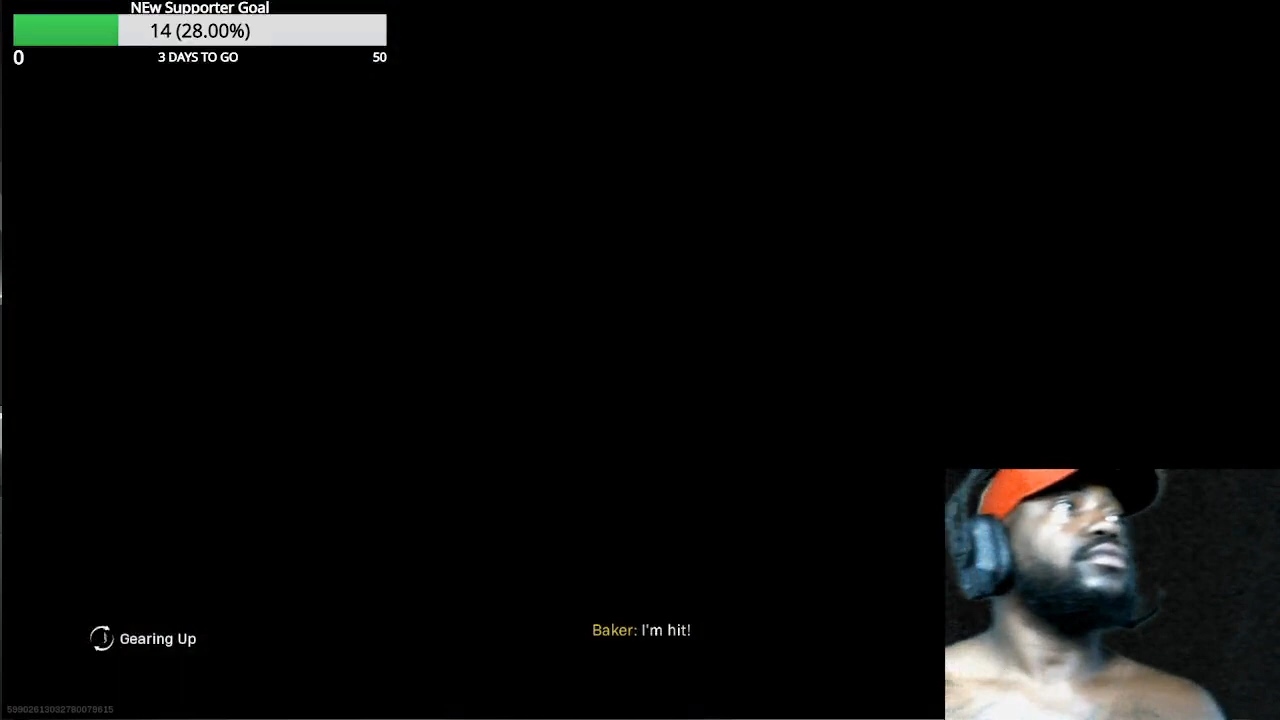 NEw Supporter Goal
14 (28.00%)
0 3 DAYS TO GO 50
Baker: I'm hit!
Gearing Up